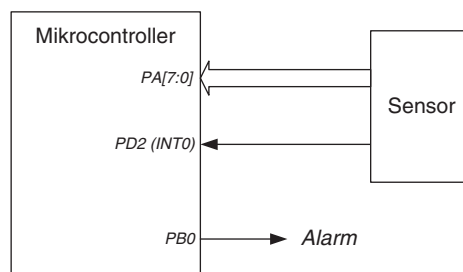 Mikrocontroller
PA[7:0]
Sensor
PD2 (INT0)
PB0
Alarm